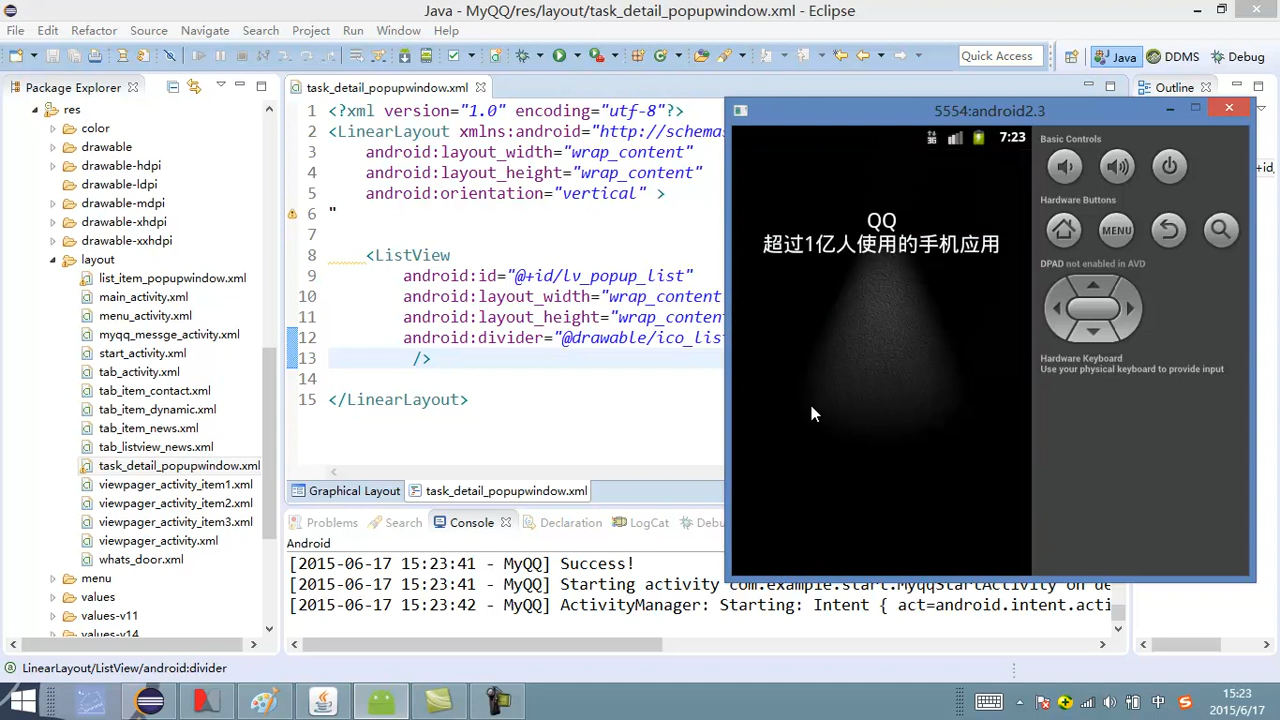 Java - MyQQ/res/layout/task_detail_popupwindow.xml - Eclipse
File Edit Refactor Source Navigate Search Project Run Window Help
Quick Access Java DDMS Debug
Package Explorer
res
color
drawable
drawable-hdpi
drawable-ldpi
drawable-mdpi
drawable-xhdpi
drawable-xxhdpi
layout
list_item_popupwindow.xml
main_activity.xml
menu_activity.xml
myqq_messge_activity.xml
start_activity.xml
tab_activity.xml
tab_item_contact.xml
tab_item_dynamic.xml
tab_item_news.xml
tab_listview_news.xml
task_detail_popupwindow.xml
viewpager_activity_item1.xml
viewpager_activity_item2.xml
viewpager_activity_item3.xml
viewpager_activity.xml
whats_door.xml
menu
values
values-v11
values-v14
task_detail_popupwindow.xml
1 <?xml version="1.0" encoding="utf-8"?>
2 <LinearLayout xmlns:android="http://schema
3 android:layout_width="wrap_content"
4 android:layout_height="wrap_content"
5 android:orientation="vertical" >
6 "
7
8 <ListView
9 android:id="@+id/lv_popup_list"
10 android:layout_width="wrap_content
11 android:layout_height="wrap_conten
12 android:divider="@drawable/ico_lis
13 />
14
15 </LinearLayout>
Graphical Layout task_detail_popupwindow.xml
Problems Search Console Declaration LogCat Debu
Android
[2015-06-17 15:23:41 - MyQQ] Success!
[2015-06-17 15:23:41 - MyQQ] Starting activity com.example.start.MyqqStartActivity on de
[2015-06-17 15:23:42 - MyQQ] ActivityManager: Starting: Intent { act=android.intent.acti
Outline
+id,
5554:android2.3
3G 7:23
QQ
超过1亿人使用的手机应用
Basic Controls
Hardware Buttons
MENU
DPAD not enabled in AVD
Hardware Keyboard
Use your physical keyboard to provide input
LinearLayout/ListView/android:divider
中
15:23
2015/6/17